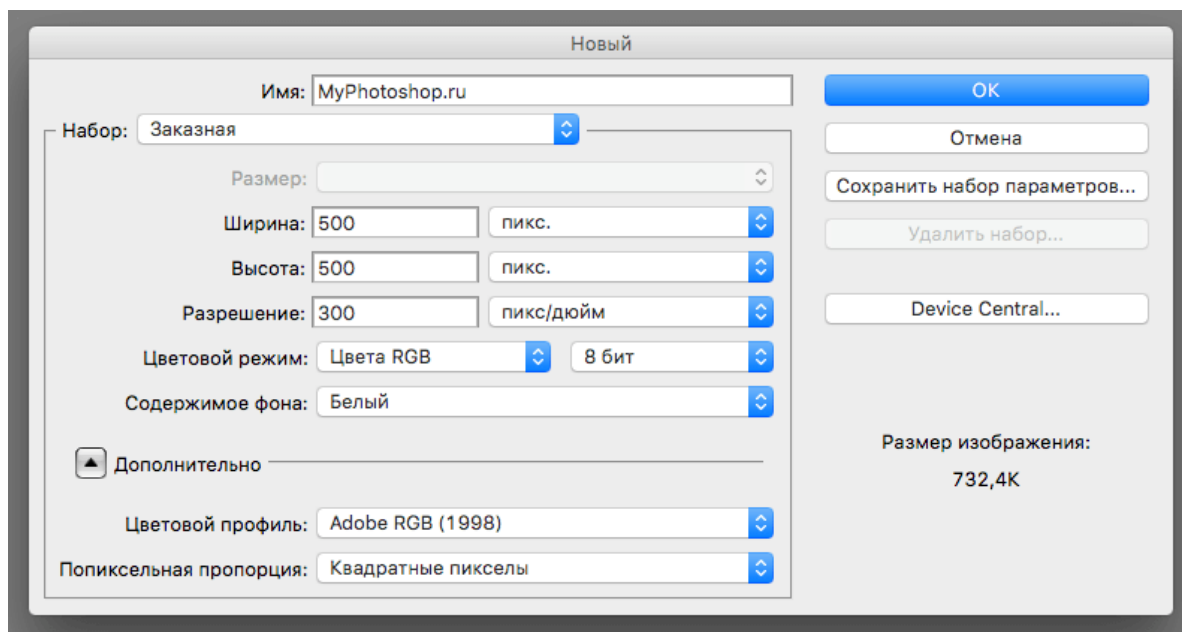 Новый
Имя: MyPhotoshop.ru
OK
Набор: Заказная
Отмена
Размер:
Сохранить набор параметров...
Ширина: 500 пикс.
Удалить набор...
Высота: 500 пикс.
Разрешение: 300 пикс/дюйм
Device Central...
Цветовой режим: Цвета RGB 8 бит
Содержимое фона: Белый
Размер изображения:
732,4K
Дополнительно
Цветовой профиль: Adobe RGB (1998)
Попиксельная пропорция: Квадратные пикселы